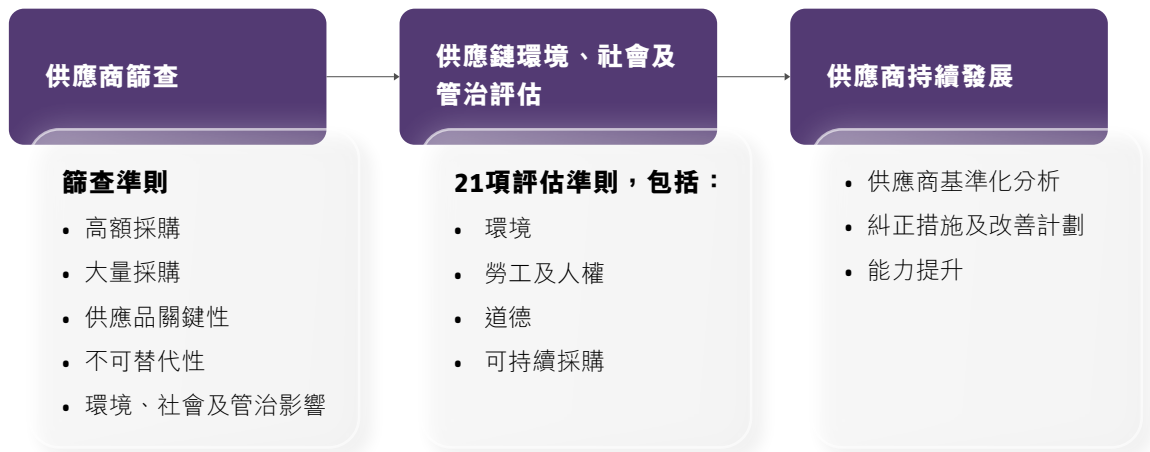 供應商篩查
篩查準則
• 高額採購
• 大量採購
• 供應品關鍵性
• 不可替代性
• 環境、社會及管治影響
供應鏈環境、社會及
管治評估
21項評估準則，包括：
• 環境
• 勞工及人權
• 道德
• 可持續採購
供應商持續發展
• 供應商基準化分析
• 糾正措施及改善計劃
• 能力提升